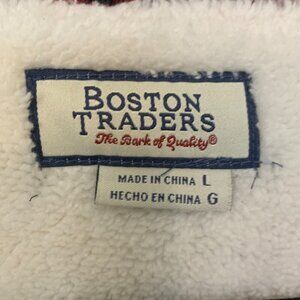 BOSTON
TRADERS
The Bark of Quality®
MADE IN CHINA L
HECHO EN CHINA G